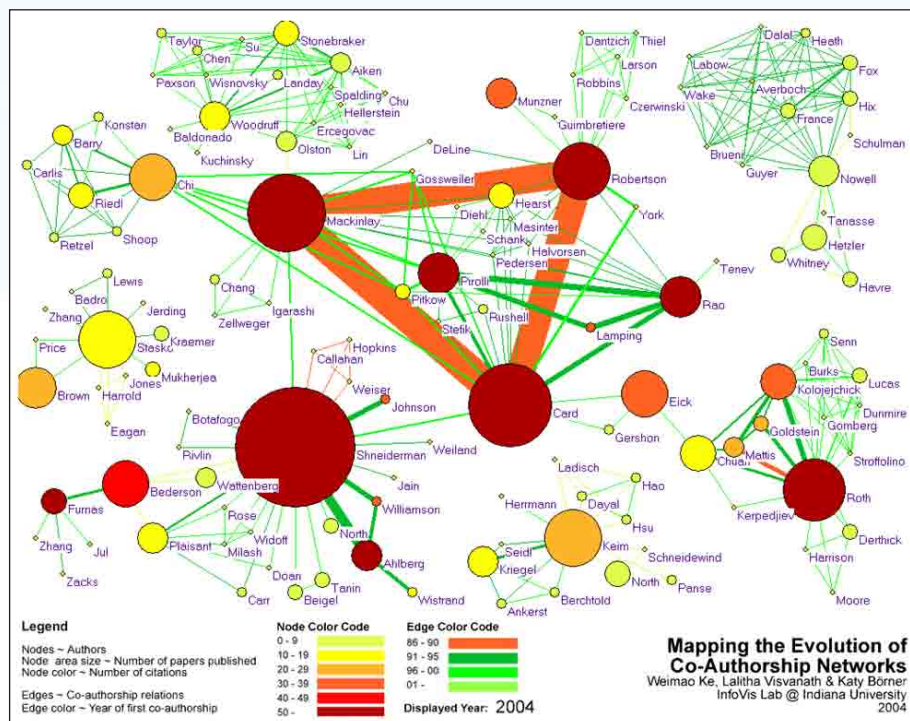 Taylor
Su
Chen
Stonebraker
Aiken
Paxson
Wisnovsky
Landay
Spalding
Chu
Hellerstein
Ercegovac
Woodruff
Baldonado
Kuchinsky
Olston
Lin
Dantzich
Thiel
Larson
Robbins
Czerwinski
Munzner
Guimbretiere
Dalal
Heath
Labow
Fox
Averboch
Wake
Hix
France
Schulman
Bruen
Guyer
Nowell
Tanasse
Hetzler
Whitney
Havre
Konstan
Barry
Carlis
Chi
Riedl
Retzel
Shoop
DeLine
Gossweiler
Robertson
Mackinlay
Diehl
Hearst
Masinter
York
Schank
Halvorsen
Pedersen
Pirolli
Tenev
Rao
Chang
Igarashi
Zellweger
Pitkow
Stefik
Rushall
Lamping
Lewis
Badro
Zhang
Jerding
Price
Stasko
Kraemer
Mukherjea
Jones
Harrold
Brown
Eagan
Hopkins
Callahan
Weiser
Johnson
Card
Eick
Gershon
Senn
Burks
Lucas
Kolojejchick
Dunmire
Goldstein
Gomberg
Mattis
Chuah
Stroffolino
Roth
Kerpedjiev
Derthick
Harrison
Moore
Botafogo
Rivlin
Shneiderman
Weiland
Jain
Wattenberg
Bederson
Furnas
Williamson
Zhang
Jul
Zacks
Rose
Plaisant
Widoff
Milash
North
Ahlberg
Doan
Carr
Beigel
Tanin
Wistrand
Ladisch
Hao
Herrmann
Dayal
Hsu
Keim
Seidl
Schneidewind
Kriegel
North
Panse
Ankerst
Berchtold
Legend
Nodes ~ Authors
Node area size ~ Number of papers published
Node color ~ Number of citations
Edges ~ Co-authorship relations
Edge color ~ Year of first co-authorship
Node Color Code
0 - 9
10 - 19
20 - 29
30 - 39
40 - 49
50 -
Edge Color Code
86 - 90
91 - 95
96 - 00
01 -
Displayed Year: 2004
Mapping the Evolution of
Co-Authorship Networks
Weimao Ke, Lalitha Visvanath & Katy Börner
InfoVis Lab @ Indiana University
2004